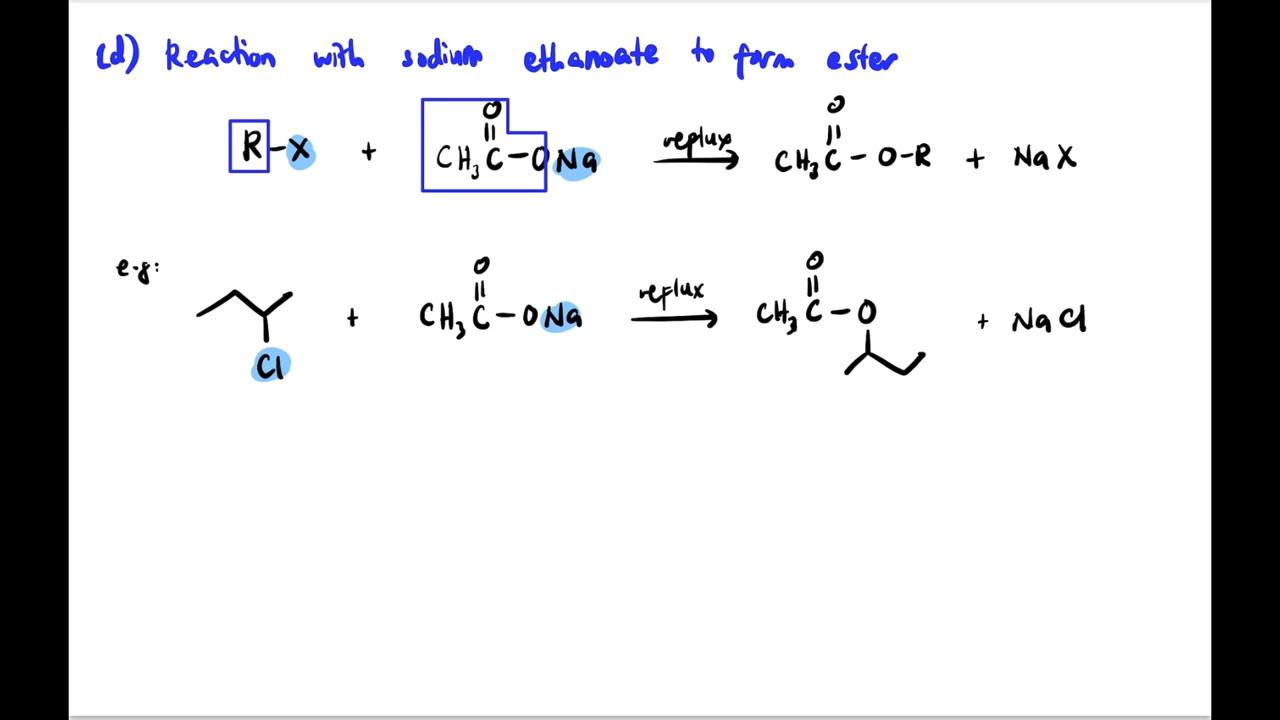 (d) Reaction with sodium ethanoate to form ester
O O
|| ||
R-X + CH₃C-ONa reflux→ CH₃C-O-R + NaX
O O
|| ||
e.g: Cl + CH₃C-ONa reflux→ CH₃C-O + NaCl